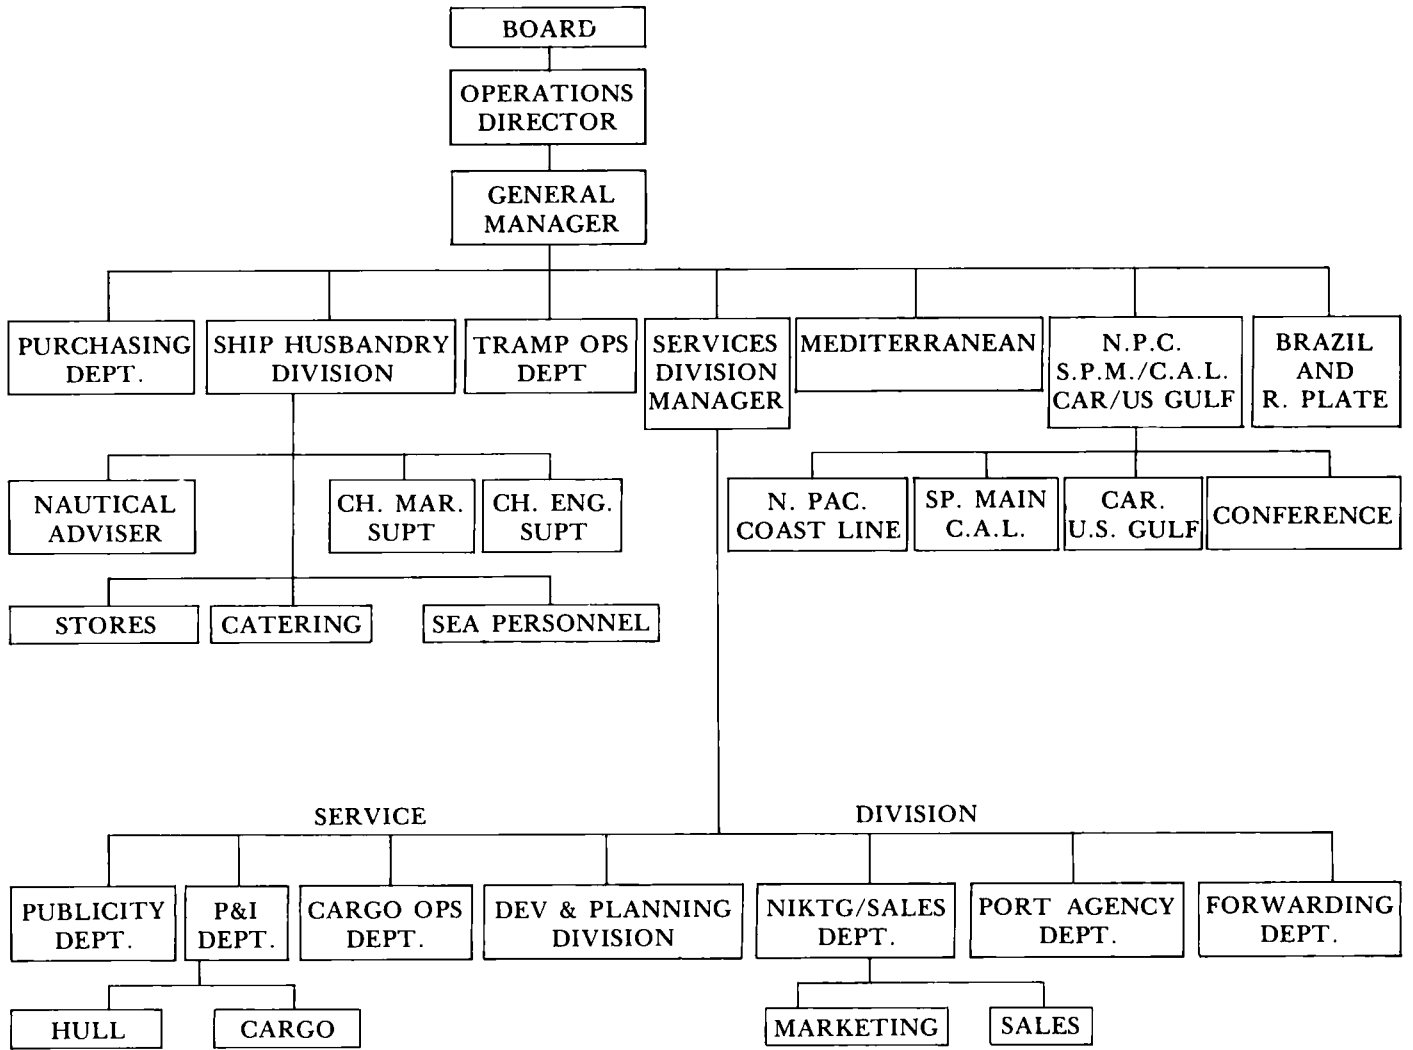 BOARD
OPERATIONS
DIRECTOR
GENERAL
MANAGER
PURCHASING
DEPT.
SHIP HUSBANDRY
DIVISION
TRAMP OPS
DEPT
SERVICES
DIVISION
MANAGER
MEDITERRANEAN
N.P.C.
S.P.M./C.A.L.
CAR/US GULF
BRAZIL
AND
R. PLATE
NAUTICAL
ADVISER
CH. MAR.
SUPT
CH. ENG.
SUPT
N. PAC.
COAST LINE
SP. MAIN
C.A.L.
CAR.
U.S. GULF
CONFERENCE
STORES
CATERING
SEA PERSONNEL
SERVICE DIVISION
PUBLICITY
DEPT.
P&I
DEPT.
CARGO OPS
DEPT.
DEV & PLANNING
DIVISION
NIKTG/SALES
DEPT.
PORT AGENCY
DEPT.
FORWARDING
DEPT.
HULL
CARGO
MARKETING
SALES